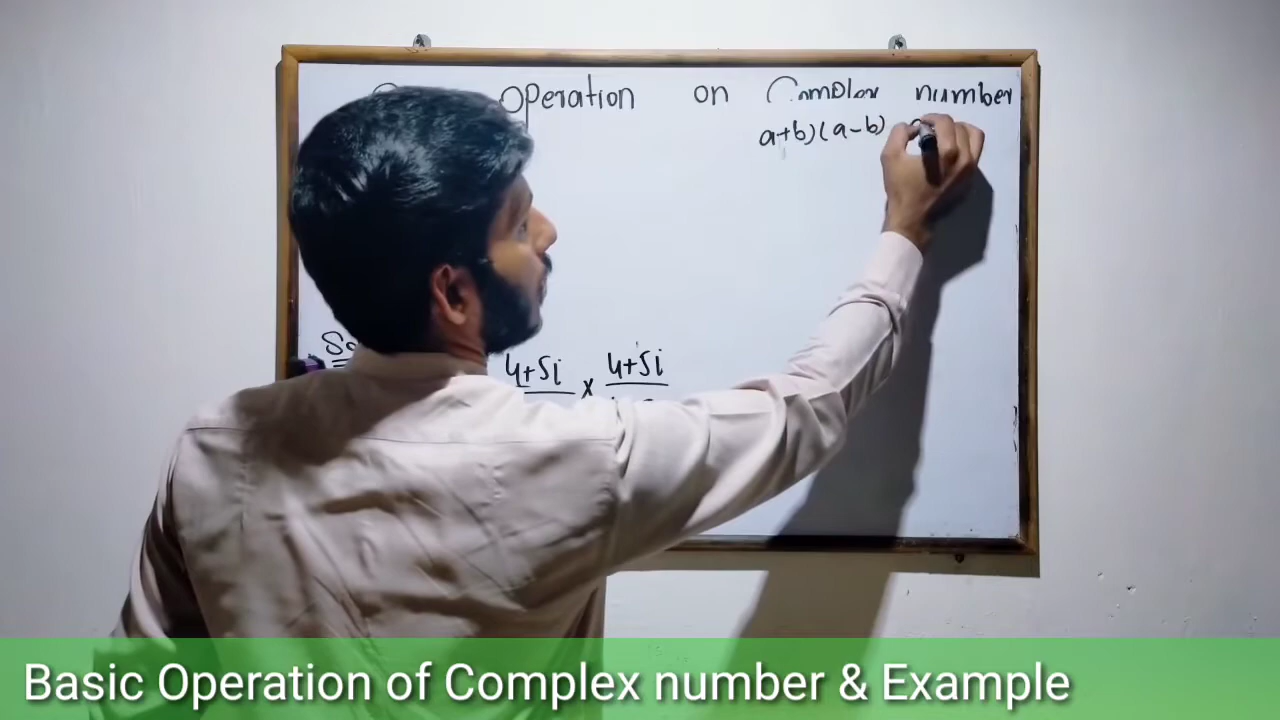 operation on Complex number
a+b)(a-b)
4+5i × 4+5i
Basic Operation of Complex number & Example